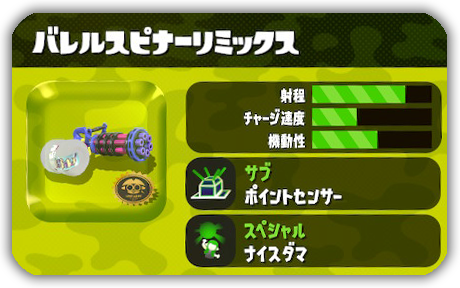 バレルスピナーリミックス
射程
チャージ速度
機動性
サブ
ポイントセンサー
スペシャル
ナイスダマ